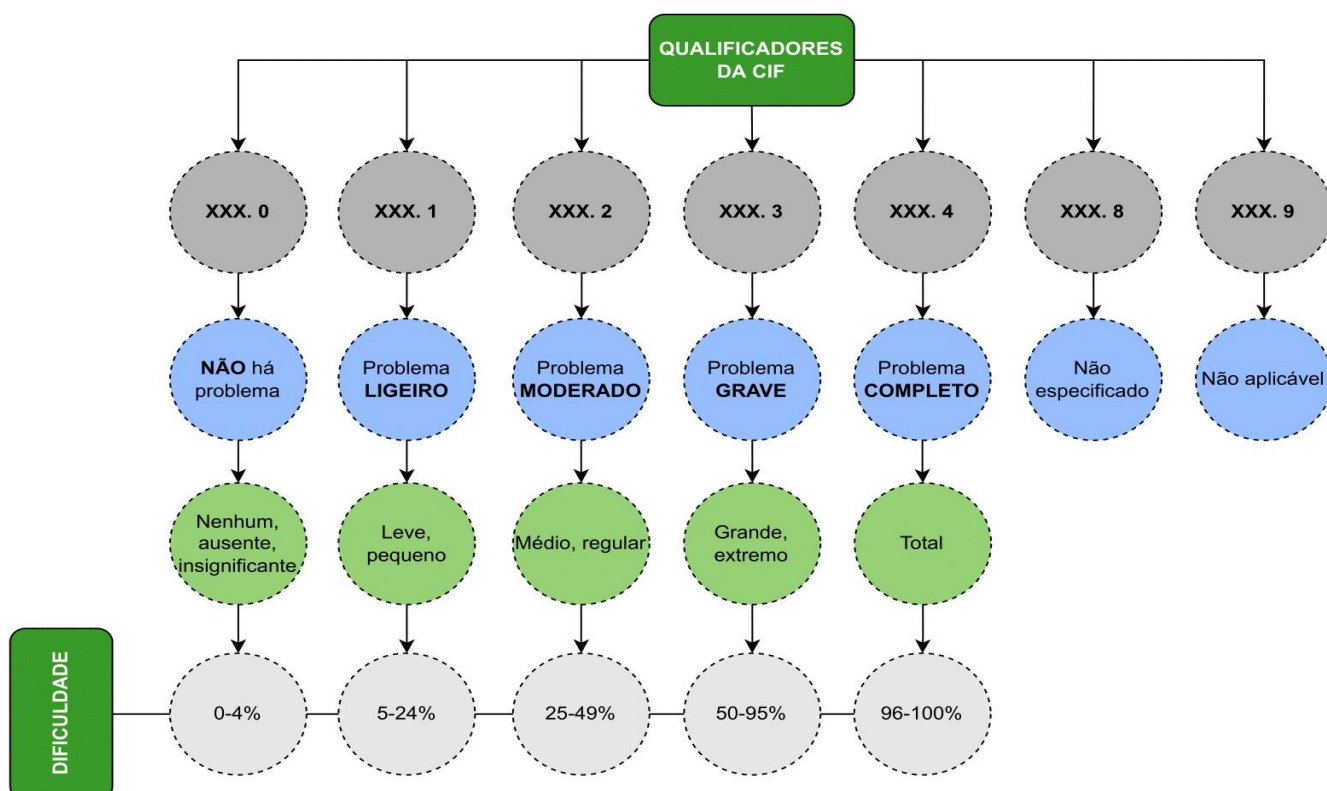 QUALIFICADORES
DA CIF
XXX. 0
XXX. 1
XXX. 2
XXX. 3
XXX. 4
XXX. 8
XXX. 9
NÃO há
problema
Problema
LIGEIRO
Problema
MODERADO
Problema
GRAVE
Problema
COMPLETO
Não
especificado
Não aplicável
Nenhum,
ausente,
insignificante
Leve,
pequeno
Médio, regular
Grande,
extremo
Total
DIFICULDADE
0-4%
5-24%
25-49%
50-95%
96-100%